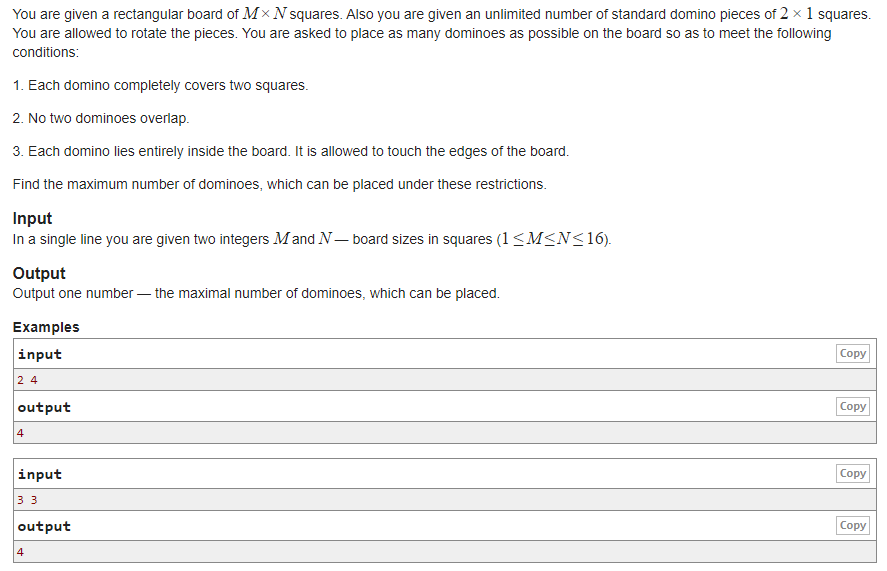 You are given a rectangular board of M × N squares. Also you are given an unlimited number of standard domino pieces of 2 × 1 squares.
You are allowed to rotate the pieces. You are asked to place as many dominoes as possible on the board so as to meet the following
conditions:
1. Each domino completely covers two squares.
2. No two dominoes overlap.
3. Each domino lies entirely inside the board. It is allowed to touch the edges of the board.
Find the maximum number of dominoes, which can be placed under these restrictions.
Input
In a single line you are given two integers M and N — board sizes in squares (1 ≤ M ≤ N ≤ 16).
Output
Output one number — the maximal number of dominoes, which can be placed.
Examples
input Copy
2 4
output Copy
4
input Copy
3 3
output Copy
4